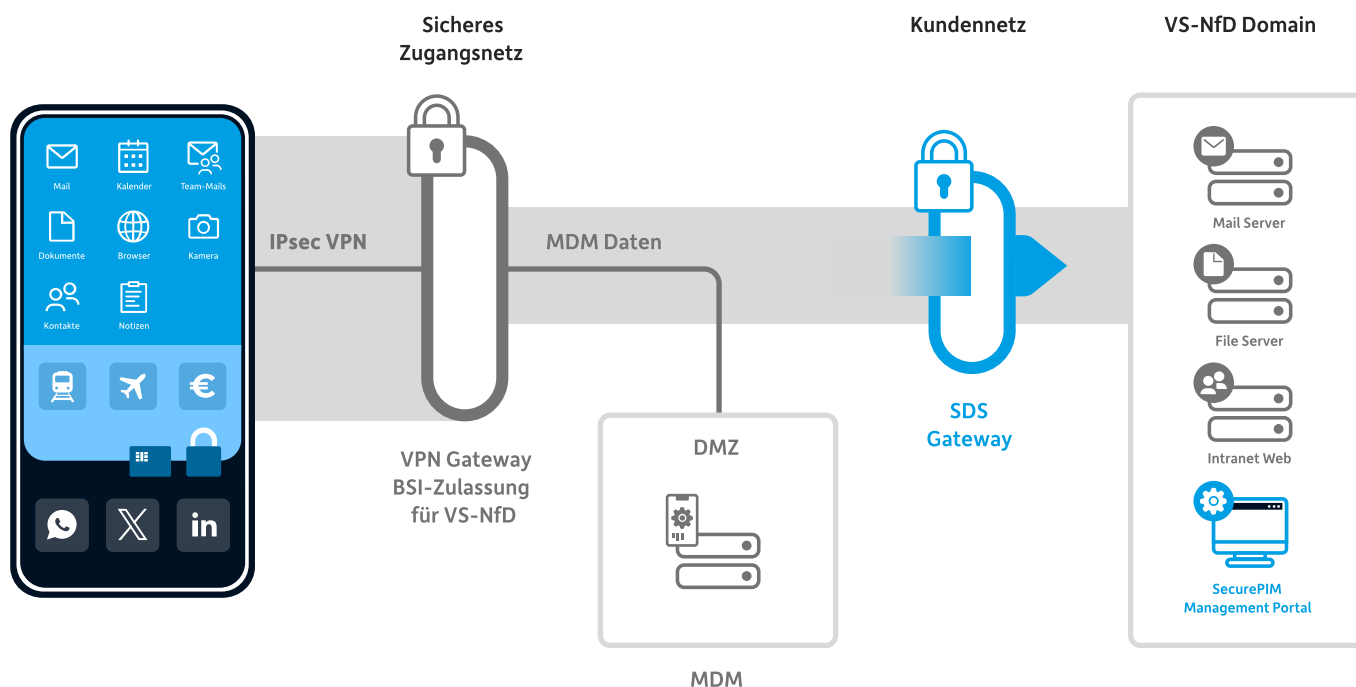 Sicheres
Zugangsnetz
Kundennetz
VS-NfD Domain
Mail
Kalender
Team-Mails
Dokumente
Browser
Kamera
Kontakte
Notizen
in
IPsec VPN
MDM Daten
VPN Gateway
BSI-Zulassung
für VS-NfD
DMZ
MDM
SDS
Gateway
Mail Server
File Server
Intranet Web
SecurePIM
Management Portal